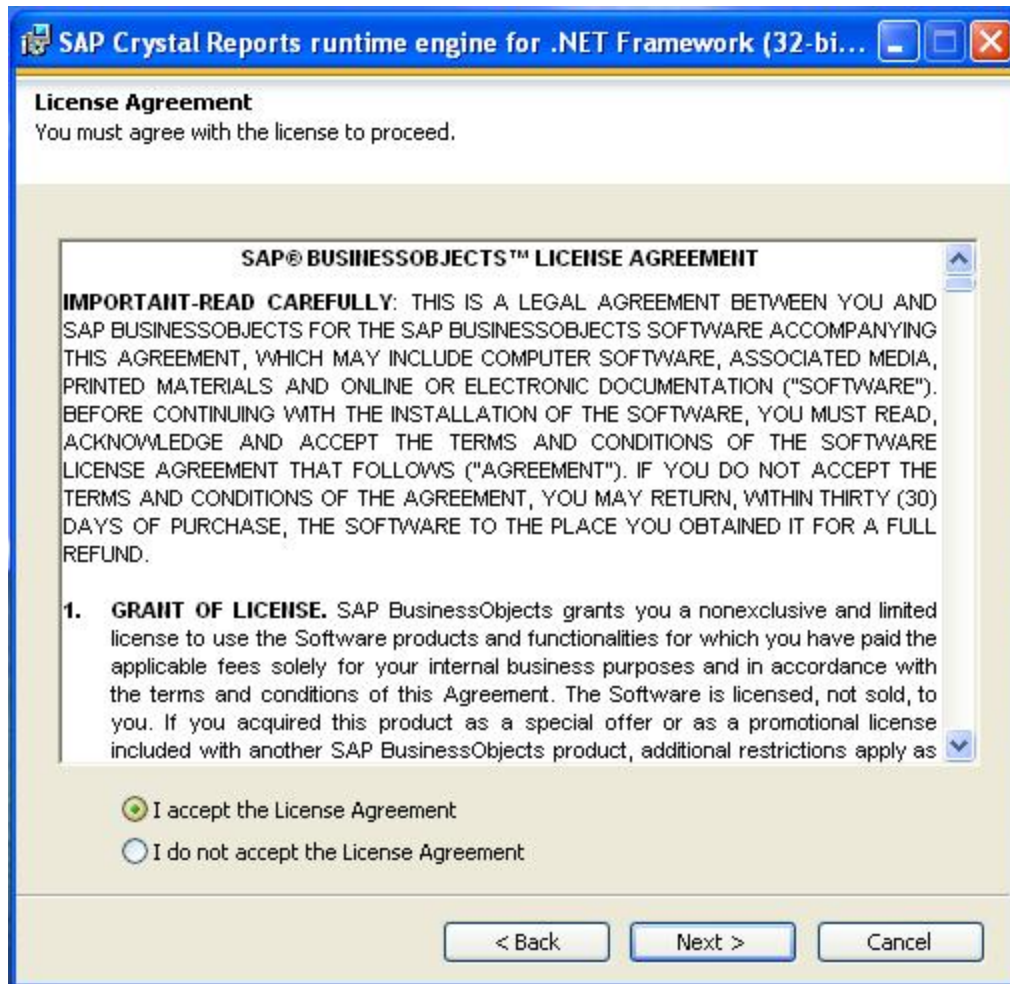 SAP Crystal Reports runtime engine for .NET Framework (32-bi...
License Agreement
You must agree with the license to proceed.
SAP® BUSINESSOBJECTS™ LICENSE AGREEMENT
IMPORTANT-READ CAREFULLY: THIS IS A LEGAL AGREEMENT BETWEEN YOU AND
SAP BUSINESSOBJECTS FOR THE SAP BUSINESSOBJECTS SOFTWARE ACCOMPANYING
THIS AGREEMENT, WHICH MAY INCLUDE COMPUTER SOFTWARE, ASSOCIATED MEDIA,
PRINTED MATERIALS AND ONLINE OR ELECTRONIC DOCUMENTATION ("SOFTWARE").
BEFORE CONTINUING WITH THE INSTALLATION OF THE SOFTWARE, YOU MUST READ,
ACKNOWLEDGE AND ACCEPT THE TERMS AND CONDITIONS OF THE SOFTWARE
LICENSE AGREEMENT THAT FOLLOWS ("AGREEMENT"). IF YOU DO NOT ACCEPT THE
TERMS AND CONDITIONS OF THE AGREEMENT, YOU MAY RETURN, WITHIN THIRTY (30)
DAYS OF PURCHASE, THE SOFTWARE TO THE PLACE YOU OBTAINED IT FOR A FULL
REFUND.
1. GRANT OF LICENSE. SAP BusinessObjects grants you a nonexclusive and limited
license to use the Software products and functionalities for which you have paid the
applicable fees solely for your internal business purposes and in accordance with
the terms and conditions of this Agreement. The Software is licensed, not sold, to
you. If you acquired this product as a special offer or as a promotional license
included with another SAP BusinessObjects product, additional restrictions apply as
I accept the License Agreement
I do not accept the License Agreement
< Back Next > Cancel